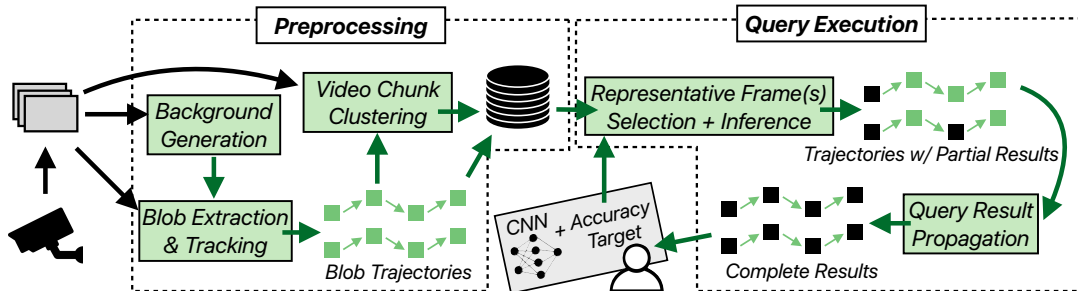 Preprocessing
Query Execution
Background
Generation
Video Chunk
Clustering
Blob Extraction
& Tracking
Blob Trajectories
Representative Frame(s)
Selection + Inference
Trajectories w/ Partial Results
CNN
+ Accuracy
Target
Query Result
Propagation
Complete Results